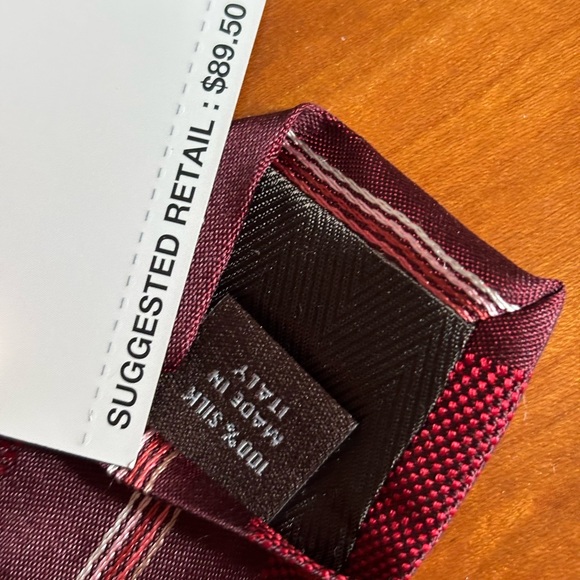 SUGGESTED RETAIL : $89.50
100% SILK
MADE IN
ITALY